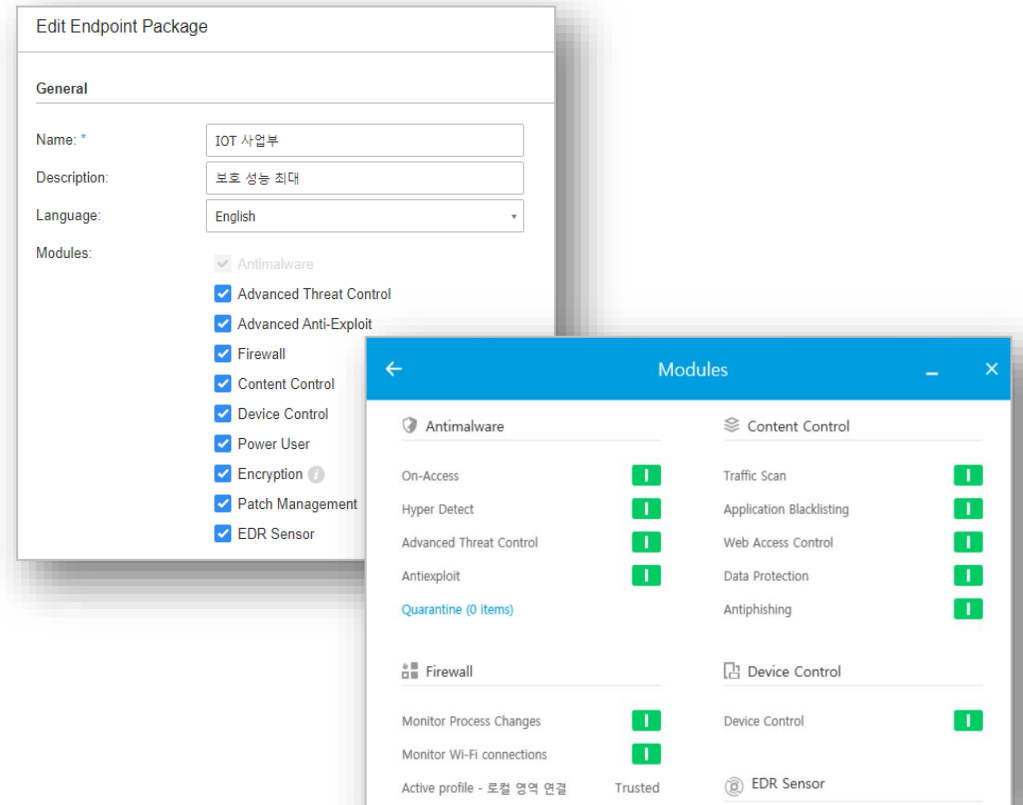 Edit Endpoint Package
General
Name: * IOT 사업부
Description: 보호 성능 최대
Language: English
Modules:
Antimalware
Advanced Threat Control
Advanced Anti-Exploit
Firewall
Content Control
Device Control
Power User
Encryption i
Patch Management
EDR Sensor
Modules
Antimalware
On-Access
Hyper Detect
Advanced Threat Control
Antiexploit
Quarantine (0 items)
Content Control
Traffic Scan
Application Blacklisting
Web Access Control
Data Protection
Antiphishing
Firewall
Monitor Process Changes
Monitor Wi-Fi connections
Active profile - 로컬 영역 연결 Trusted
Device Control
Device Control
EDR Sensor